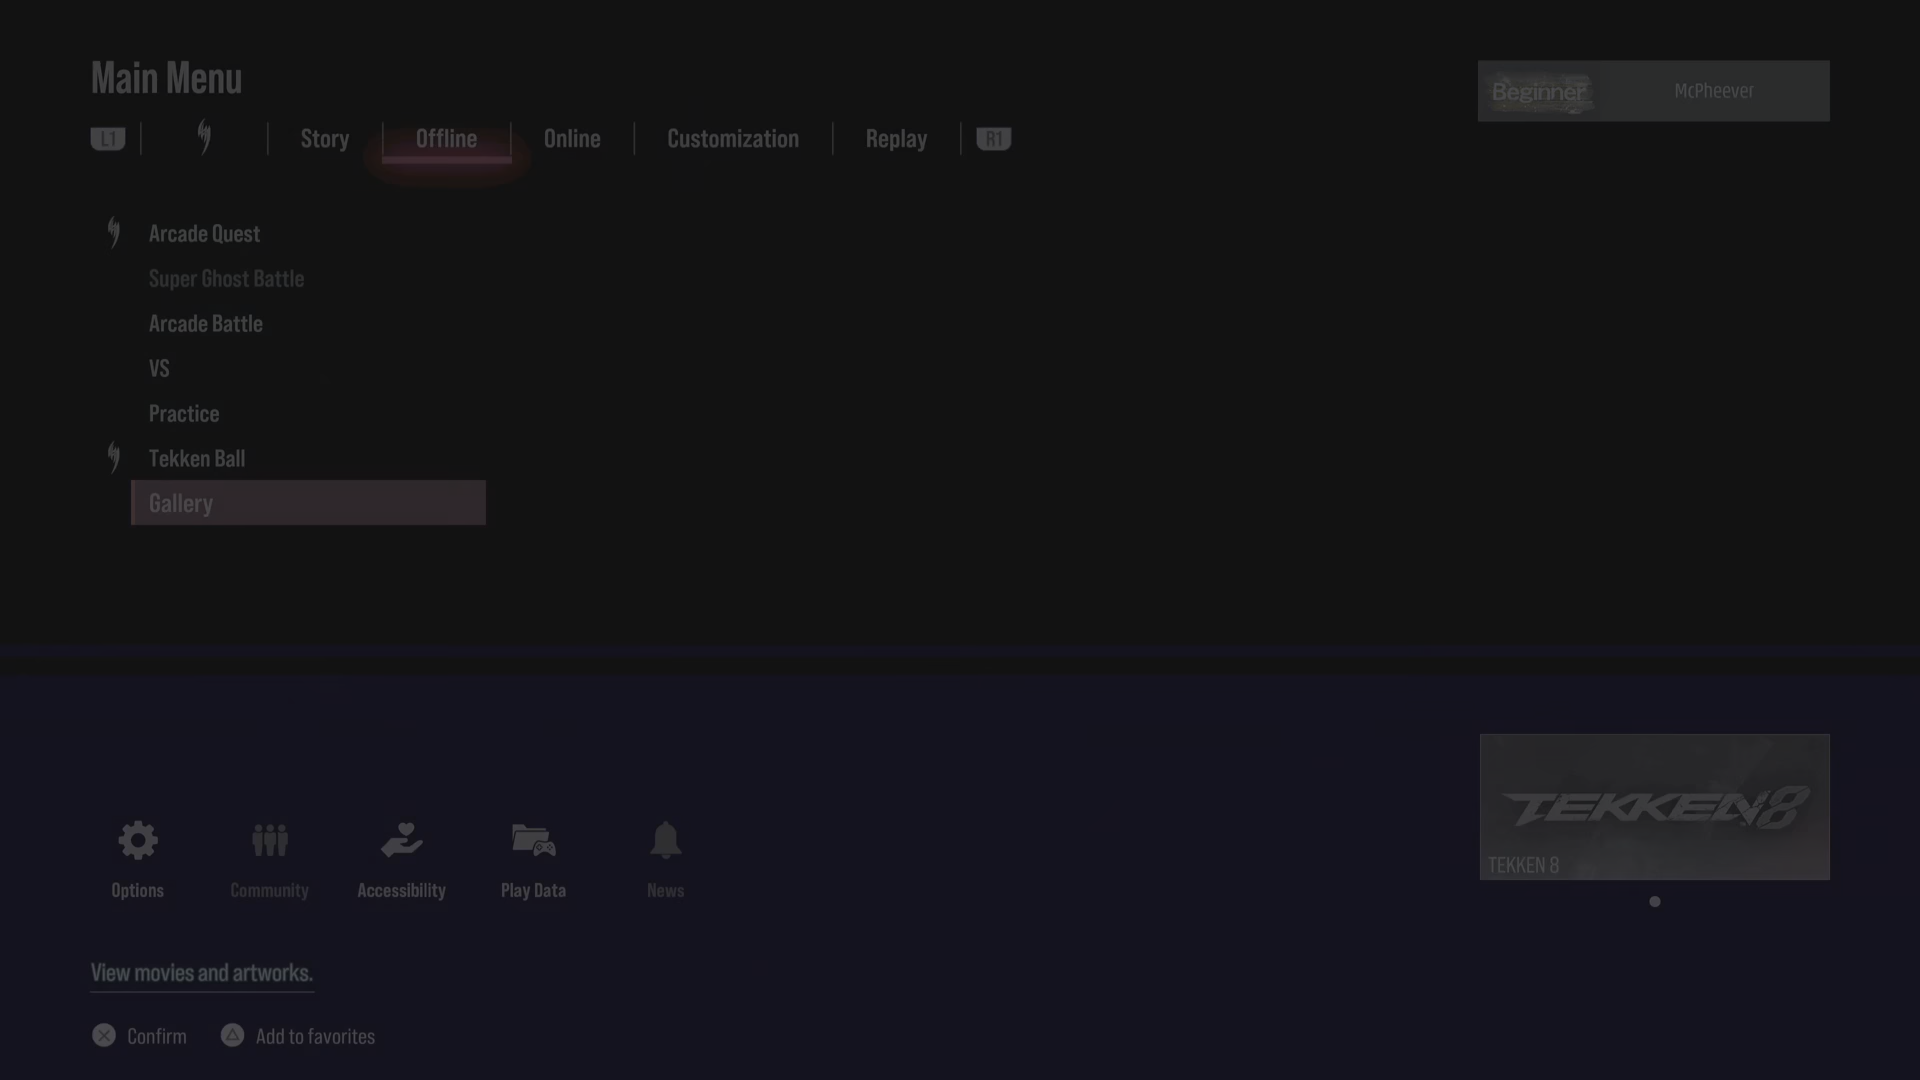 Main Menu
Beginner McPheever
L1 Story Offline Online Customization Replay R1
Arcade Quest
Super Ghost Battle
Arcade Battle
VS
Practice
Tekken Ball
Gallery
TEKKEN 8
TEKKEN 8
Options Community Accessibility Play Data News
View movies and artworks.
Confirm Add to favorites